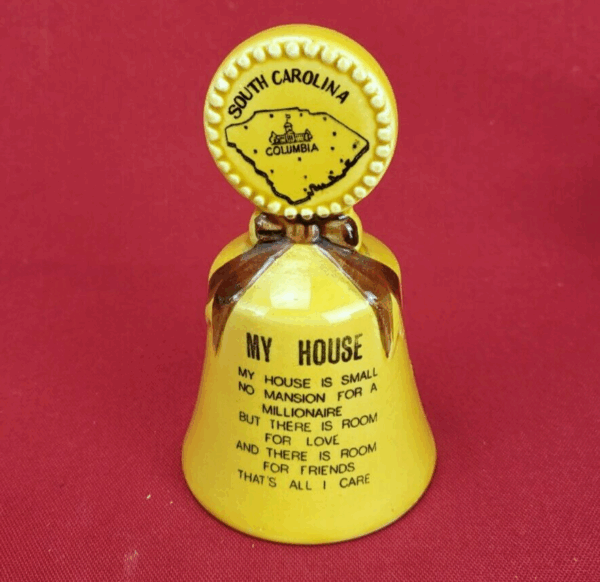 SOUTH CAROLINA
COLUMBIA
MY HOUSE
MY HOUSE IS SMALL
NO MANSION FOR A
MILLIONAIRE
BUT THERE IS ROOM
FOR LOVE
AND THERE IS ROOM
FOR FRIENDS
THAT'S ALL I CARE